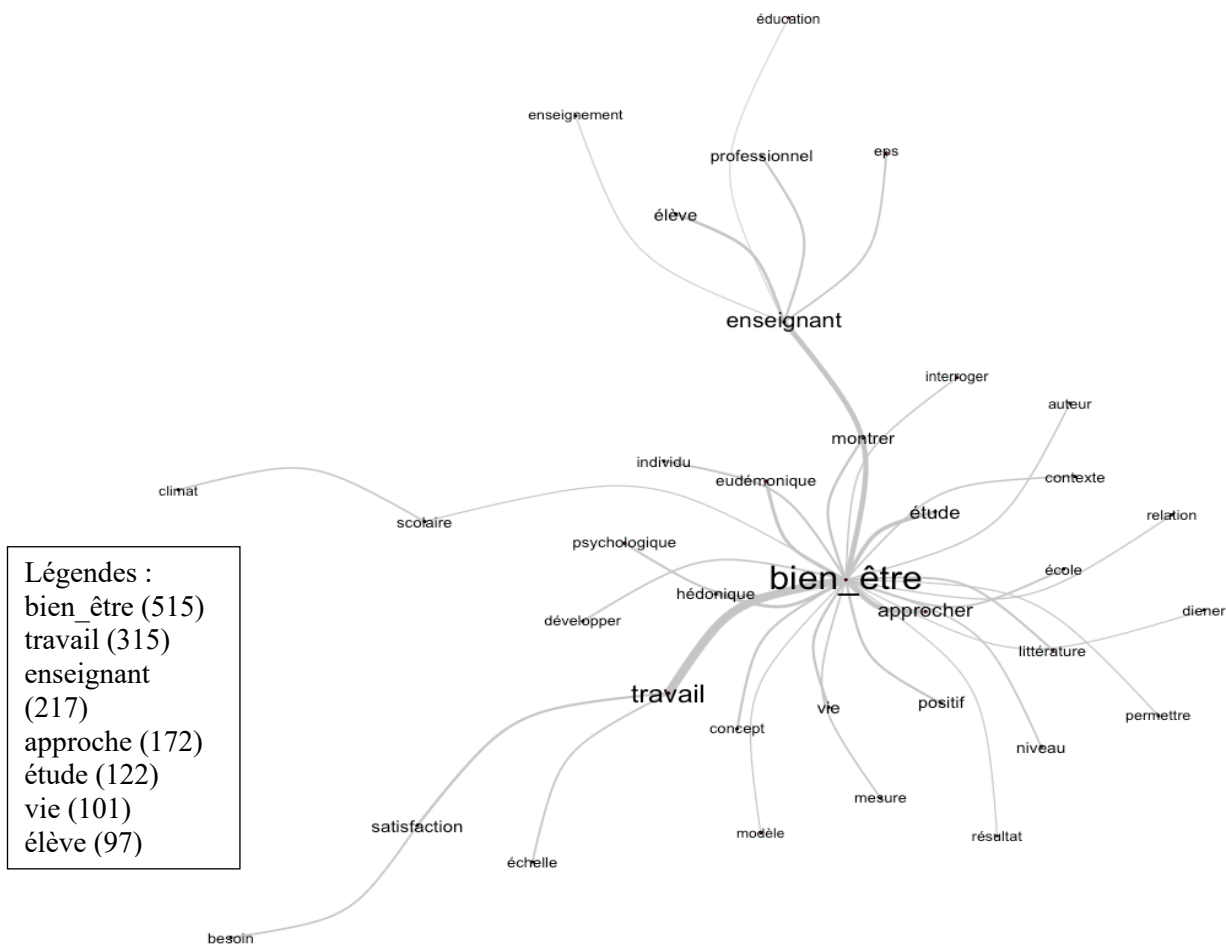 éducation
enseignement
professionnel
eps
élève
enseignant
interroger
auteur
montrer
individu
eudémonique
contexte
climat
scolaire
étude
relation
psychologique
école
bien_être
hédonique
approcher
développer
diener
littérature
travail
vie
positif
permettre
concept
niveau
mesure
satisfaction
modèle
résultat
échelle
besoin
Légendes :
bien_être (515)
travail (315)
enseignant
(217)
approche (172)
étude (122)
vie (101)
élève (97)